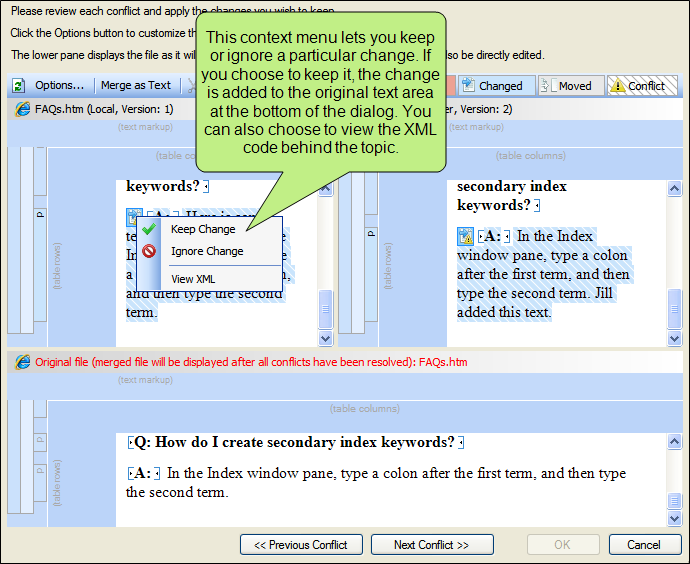 Please review each conflict and apply the changes you wish to keep.
Click the Options button to customize th
The lower pane displays the file as it will
lso be directly edited.
This context menu lets you keep
or ignore a particular change. If
you choose to keep it, the change
is added to the original text area
at the bottom of the dialog. You
can also choose to view the XML
code behind the topic.
Options... Merge as Text Changed Moved Conflict
FAQs.htm (Local, Version: 1) er, Version: 2)
(text markup) (text markup)
(table columns) (table columns)
keywords?
A: Here is
Keep Change
Ignore Change
View XML
and then type the second
term.
(table rows)
p
secondary index
keywords?
A: In the Index
window pane, type a colon
after the first term, and then
type the second term. Jill
added this text.
(table rows)
p
Original file (merged file will be displayed after all conflicts have been resolved): FAQs.htm
(text markup)
(table columns)
(table rows)
p
p
Q: How do I create secondary index keywords?
A: In the Index window pane, type a colon after the first term, and then type
the second term.
<< Previous Conflict Next Conflict >> OK Cancel